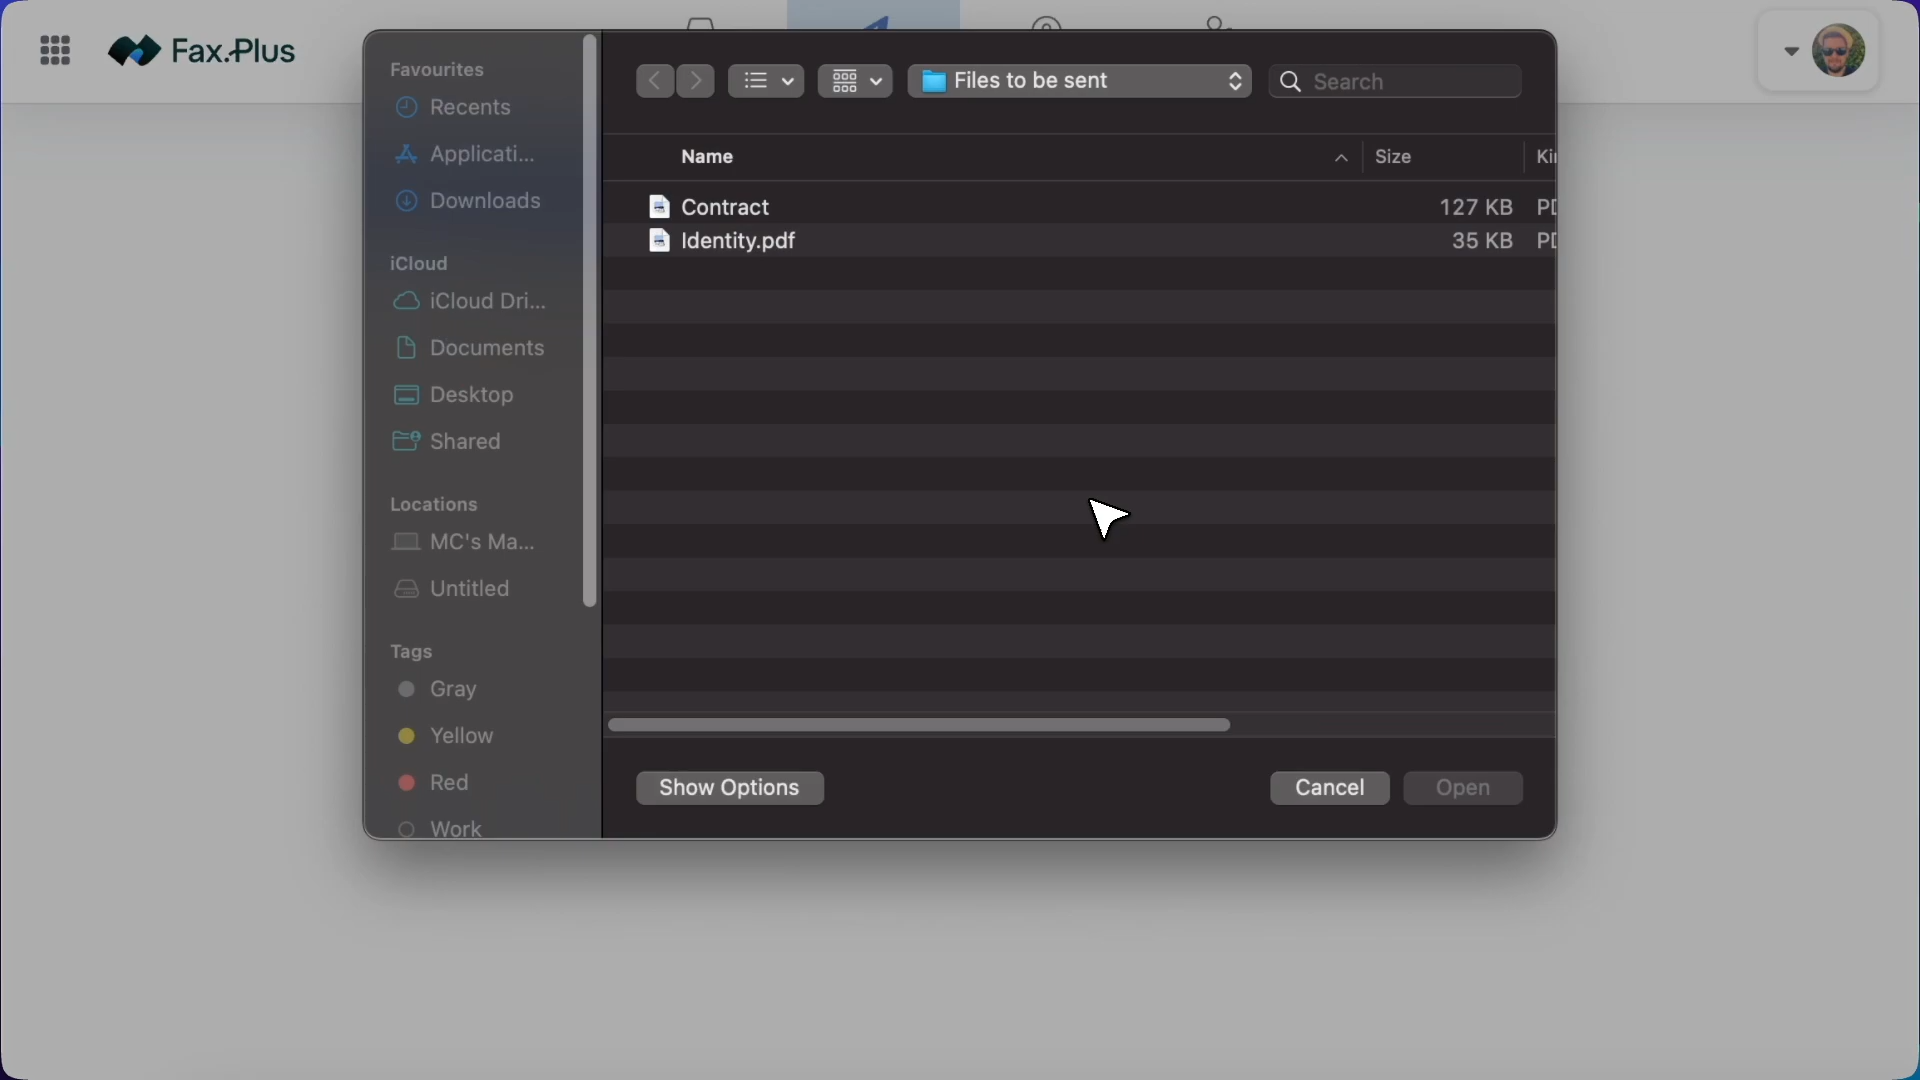 Fax.Plus
Favourites
Recents
Applicati...
Downloads
iCloud
iCloud Dri...
Documents
Desktop
Shared
Locations
MC's Ma...
Untitled
Tags
Gray
Yellow
Red
Work
Files to be sent
Search
Name Size
Contract 127 KB
Identity.pdf 35 KB
Show Options Cancel Open